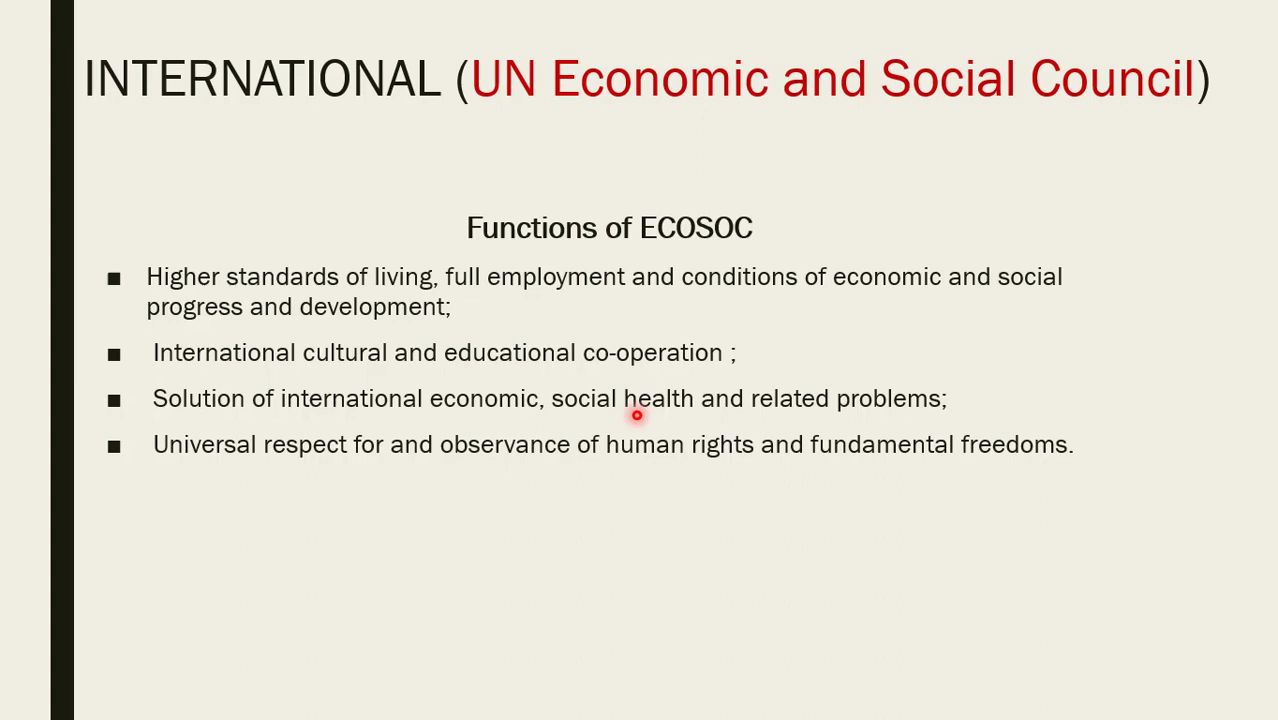 INTERNATIONAL (UN Economic and Social Council)
Functions of ECOSOC
■ Higher standards of living, full employment and conditions of economic and social
progress and development;
■ International cultural and educational co-operation ;
■ Solution of international economic, social health and related problems;
■ Universal respect for and observance of human rights and fundamental freedoms.